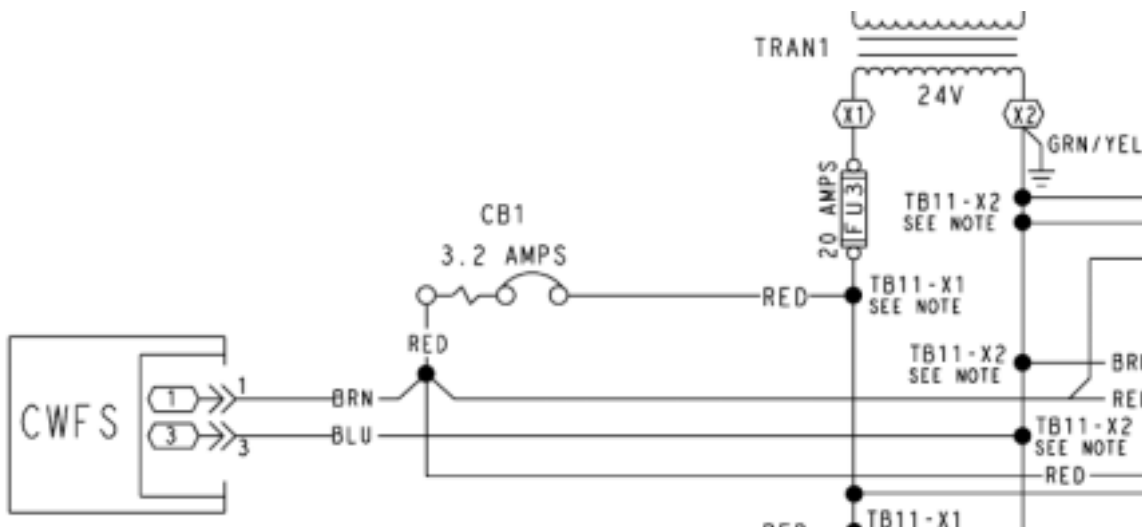 TRAN1
24V
X1
X2
GRN/YEL
20 AMPS
FU3
TB11-X2
SEE NOTE
CB1
3.2 AMPS
RED
TB11-X1
SEE NOTE
RED
TB11-X2
SEE NOTE
1
1
BRN
CWFS
3
3
BLU
TB11-X2
SEE NOTE
RED
TB11-X1